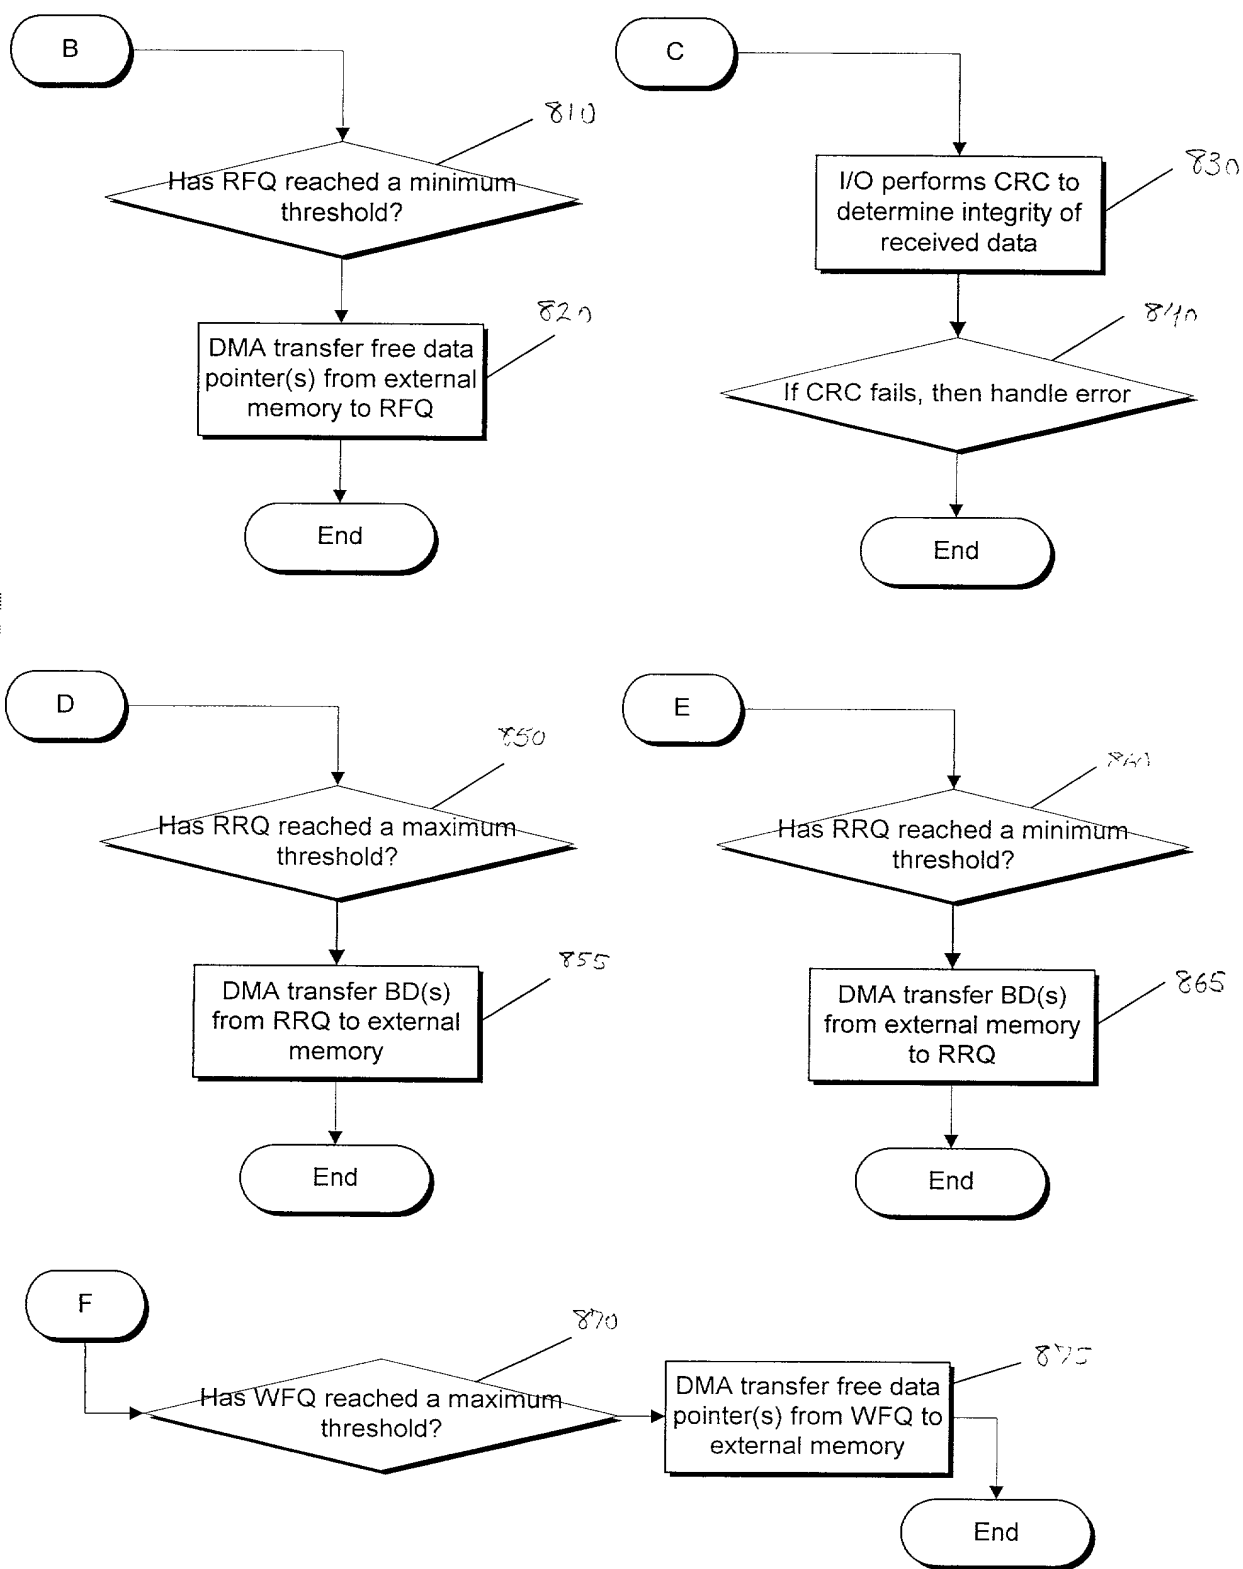 B
810
Has RFQ reached a minimum
threshold?
820
DMA transfer free data
pointer(s) from external
memory to RFQ
End
C
830
I/O performs CRC to
determine integrity of
received data
840
If CRC fails, then handle error
End
D
850
Has RRQ reached a maximum
threshold?
855
DMA transfer BD(s)
from RRQ to external
memory
End
E
860
Has RRQ reached a minimum
threshold?
865
DMA transfer BD(s)
from external memory
to RRQ
End
F
870
Has WFQ reached a maximum
threshold?
875
DMA transfer free data
pointer(s) from WFQ to
external memory
End